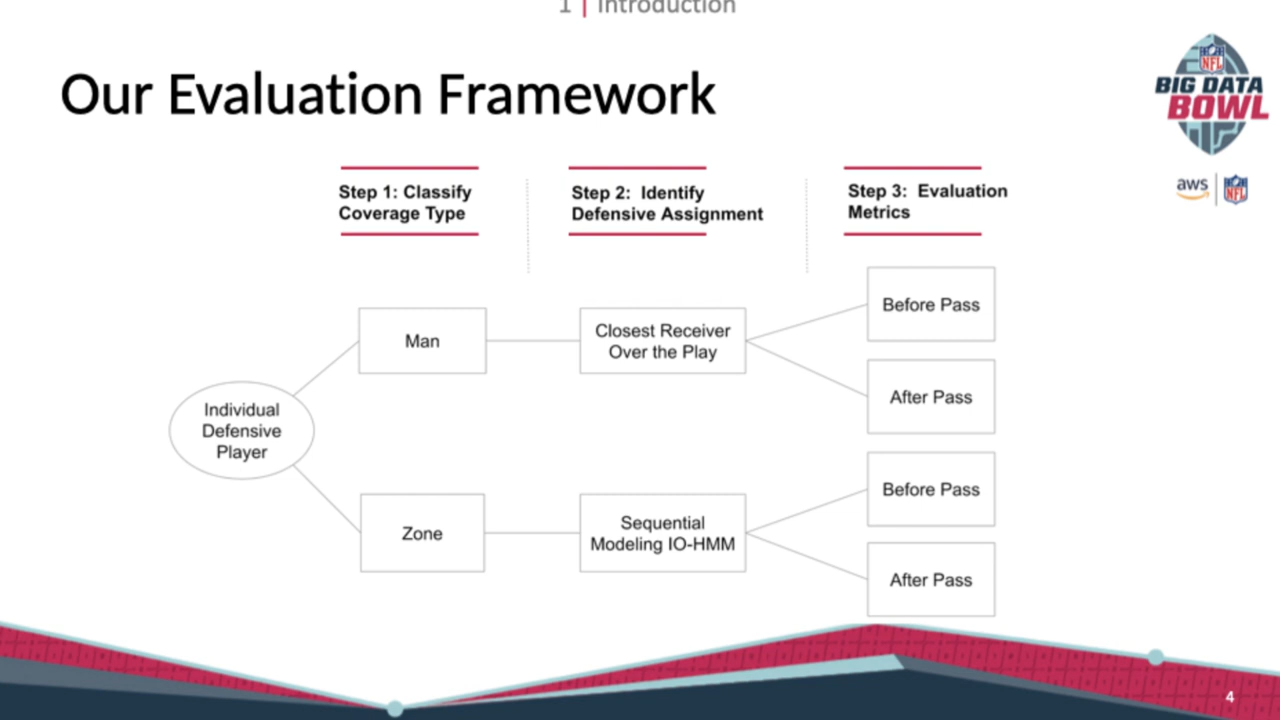 1 | Introduction
Our Evaluation Framework
NFL
BIG DATA
BOWL
aws | NFL
Step 1: Classify
Coverage Type
Step 2: Identify
Defensive Assignment
Step 3: Evaluation
Metrics
Individual
Defensive
Player
Man
Closest Receiver
Over the Play
Before Pass
After Pass
Zone
Sequential
Modeling IO-HMM
Before Pass
After Pass
4